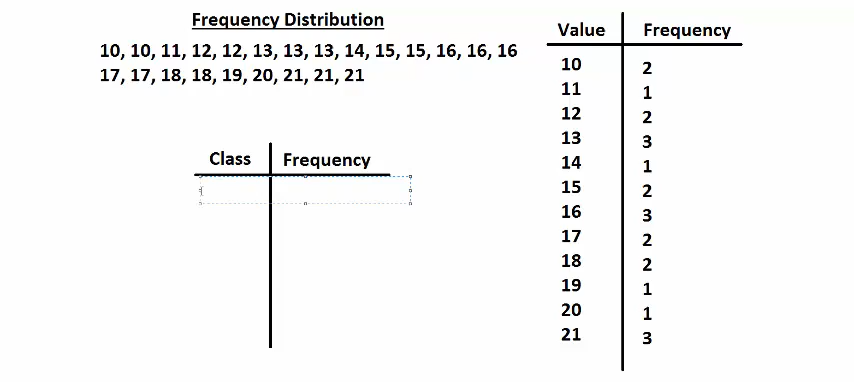 Frequency Distribution
10, 10, 11, 12, 12, 13, 13, 13, 14, 15, 15, 16, 16, 16
17, 17, 18, 18, 19, 20, 21, 21, 21
Class Frequency
Value Frequency
10 2
11 1
12 2
13 3
14 1
15 2
16 3
17 2
18 2
19 1
20 1
21 3